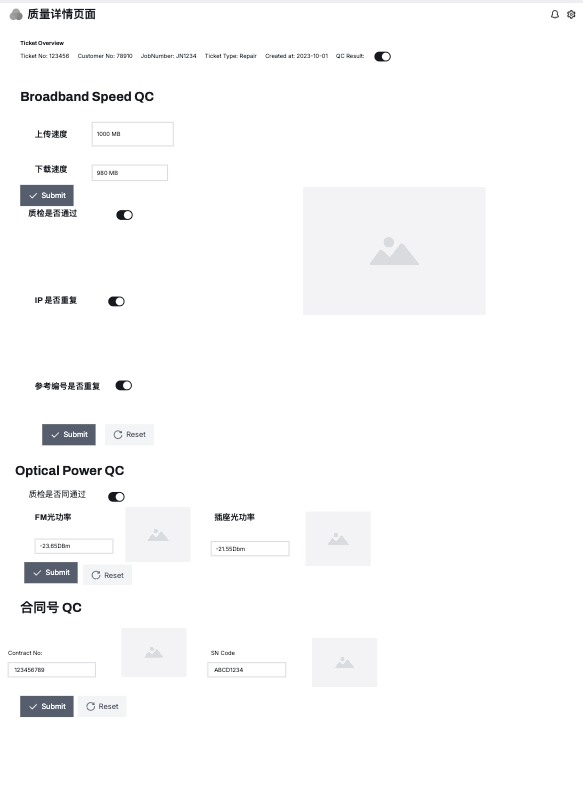 质量详情页面
Ticket Overview
Ticket No: 123456 Customer No: 78910 JobNumber: JN1234 Ticket Type: Repair Created at: 2023-10-01 QC Result:
Broadband Speed QC
上传速度 1000 MB
下载速度 980 MB
Submit
质检是否通过
IP 是否重复
参考编号是否重复
Submit Reset
Optical Power QC
质检是否同通过
FM光功率 插座光功率
-23.65DBm -21.55Dbm
Submit Reset
合同号 QC
Contract No: SN Code
123456789 ABCD1234
Submit Reset